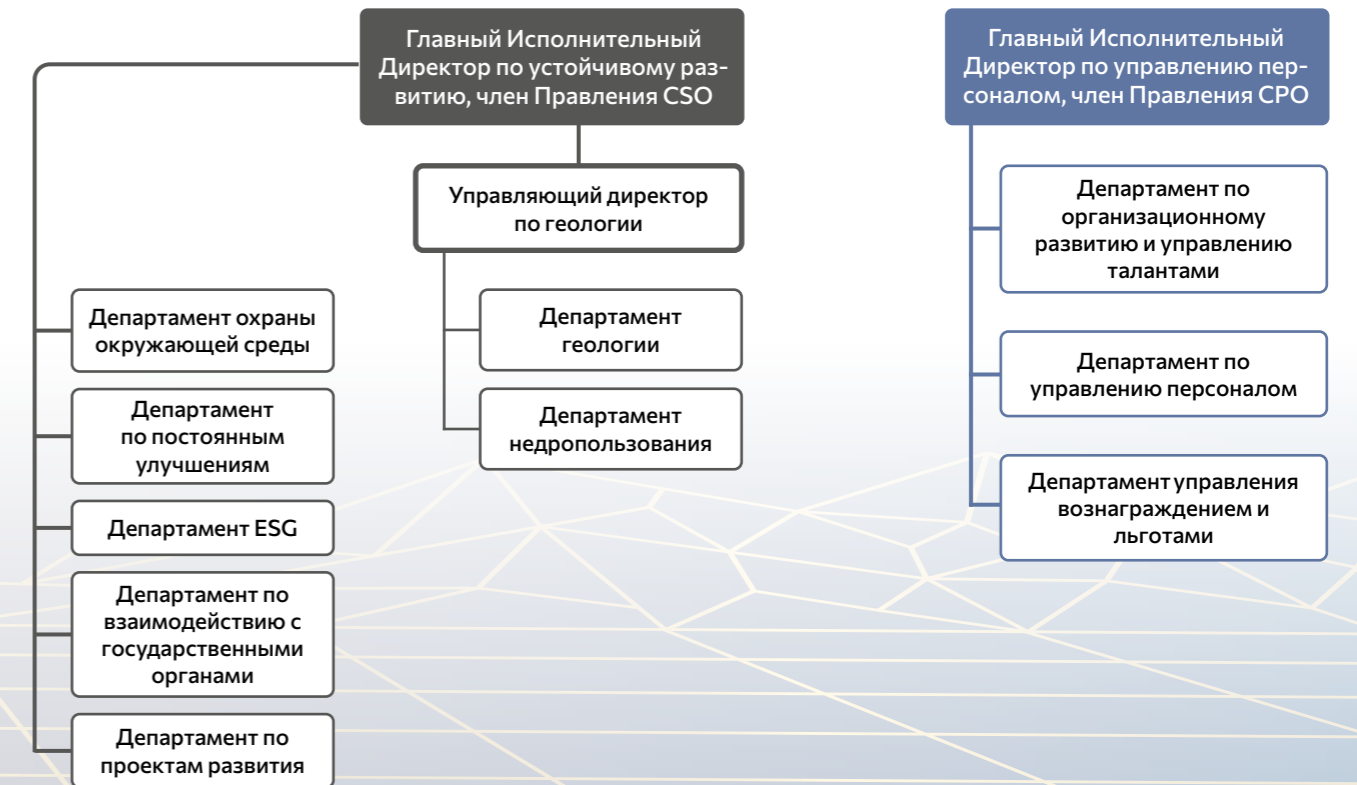 Главный Исполнительный
Директор по устойчивому раз-
витию, член Правления CSO
Управляющий директор
по геологии
Департамент охраны
окружающей среды
Департамент
по постоянным
улучшениям
Департамент ESG
Департамент по
взаимодействию с
государственными
органами
Департамент по
проектам развития
Департамент
геологии
Департамент
недропользования
Главный Исполнительный
Директор по управлению пер-
соналом, член Правления CPO
Департамент по
организационному
развитию и управлению
талантами
Департамент по
управлению персоналом
Департамент управления
вознаграждением и
льготами